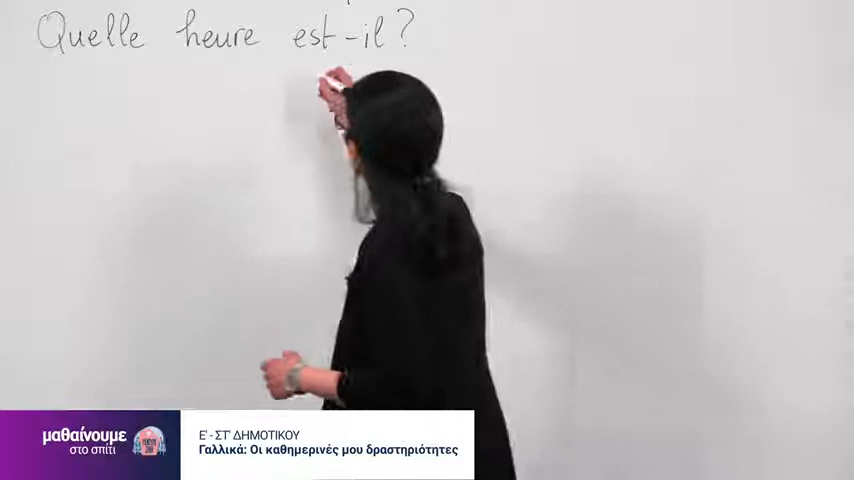 Quelle heure est-il?
μαθαίνουμε
στο σπίτι
Ε' - ΣΤ' ΔΗΜΟΤΙΚΟΥ
Γαλλικά: Οι καθημερινές μου δραστηριότητες